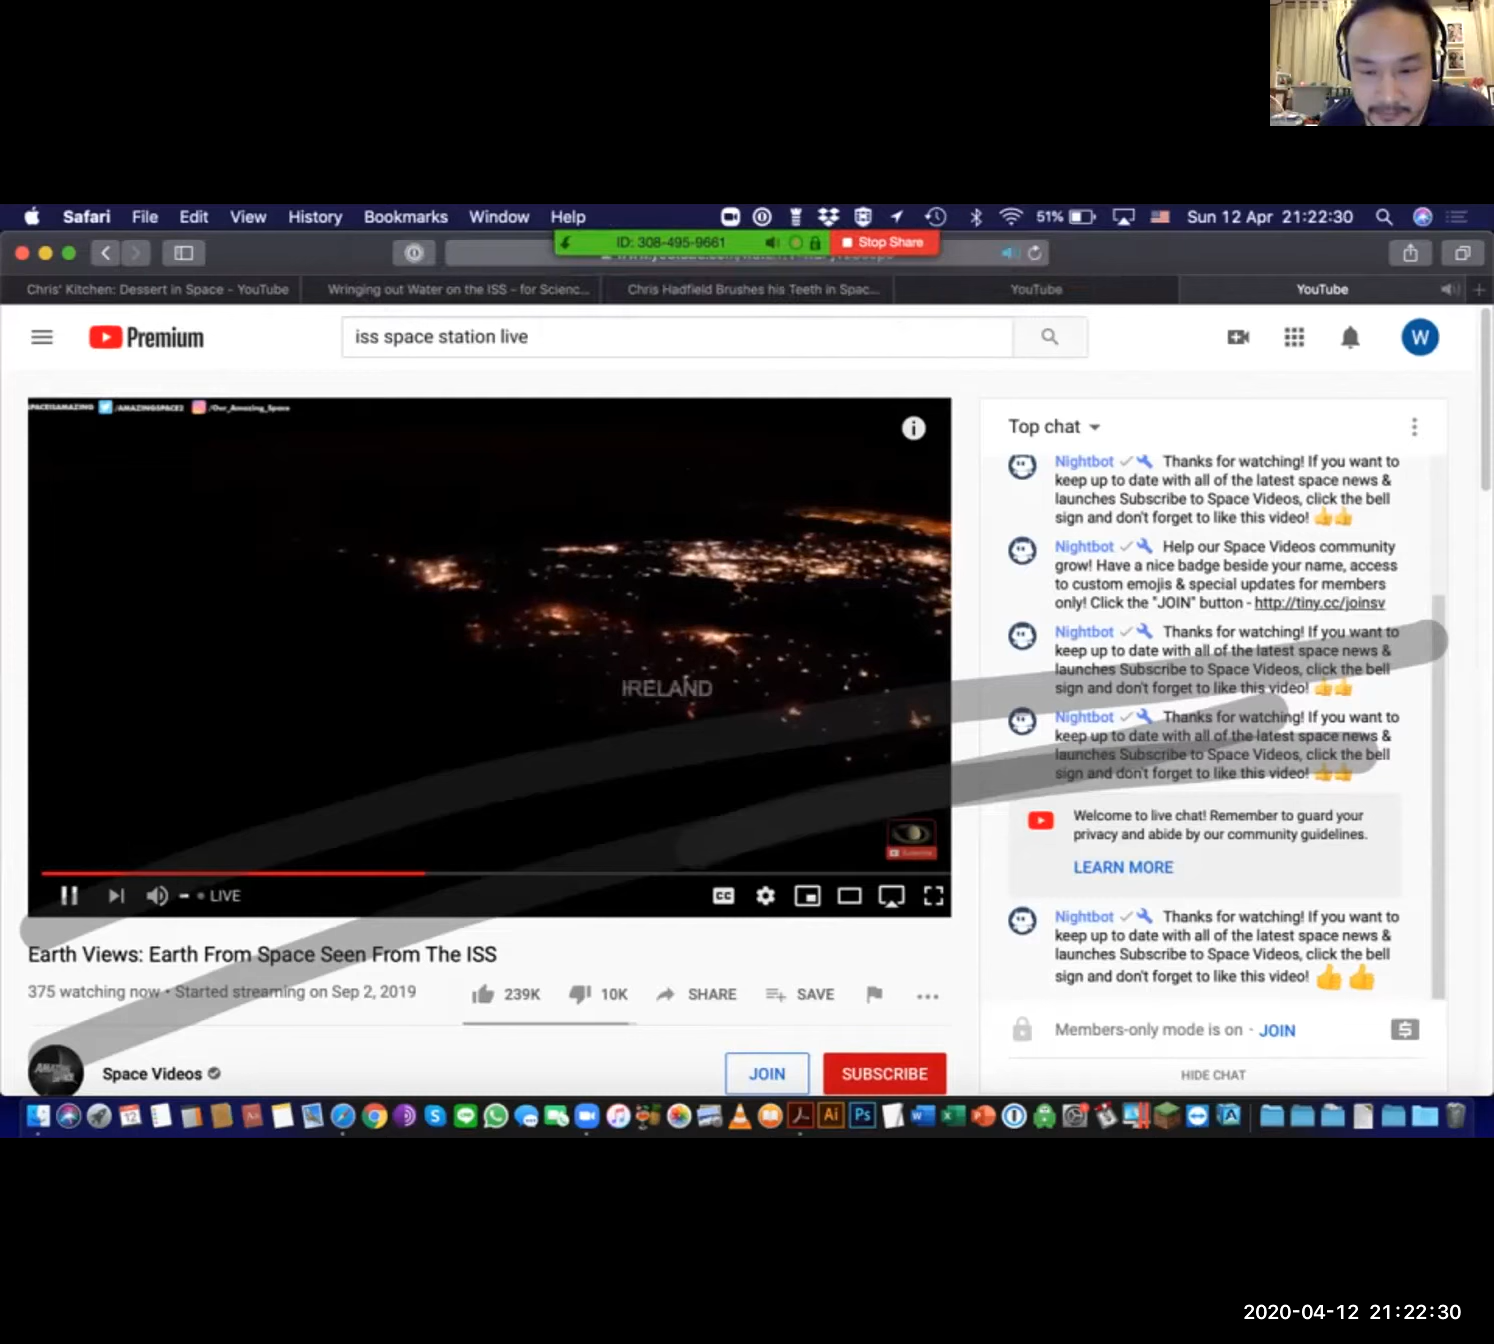 Safari File Edit View History Bookmarks Window Help 51% Sun 12 Apr 21:22:30
ID: 308-495-9661 Stop Share
Chris' Kitchen: Dessert in Space - YouTube Wringing out Water on the ISS - for Scienc... Chris Hadfield Brushes his Teeth in Spac... YouTube YouTube
Premium iss space station live W
/AMAZINGSPACE2 /Our_Amazing_Space
IRELAND
LIVE
CC
Earth Views: Earth From Space Seen From The ISS
375 watching now • Started streaming on Sep 2, 2019
239K 10K SHARE SAVE
Space Videos
JOIN SUBSCRIBE
Top chat
Nightbot Thanks for watching! If you want to
keep up to date with all of the latest space news &
launches Subscribe to Space Videos, click the bell
sign and don't forget to like this video! 👍👍
Nightbot Help our Space Videos community
grow! Have a nice badge beside your name, access
to custom emojis & special updates for members
only! Click the "JOIN" button - http://tiny.cc/joinsv
Nightbot Thanks for watching! If you want to
keep up to date with all of the latest space news &
launches Subscribe to Space Videos, click the bell
sign and don't forget to like this video! 👍👍
Nightbot Thanks for watching! If you want to
keep up to date with all of the latest space news &
launches Subscribe to Space Videos, click the bell
sign and don't forget to like this video! 👍👍
Welcome to live chat! Remember to guard your
privacy and abide by our community guidelines.
LEARN MORE
Nightbot Thanks for watching! If you want to
keep up to date with all of the latest space news &
launches Subscribe to Space Videos, click the bell
sign and don't forget to like this video! 👍👍
Members-only mode is on - JOIN
HIDE CHAT
Ai Ps
2020-04-12 21:22:30